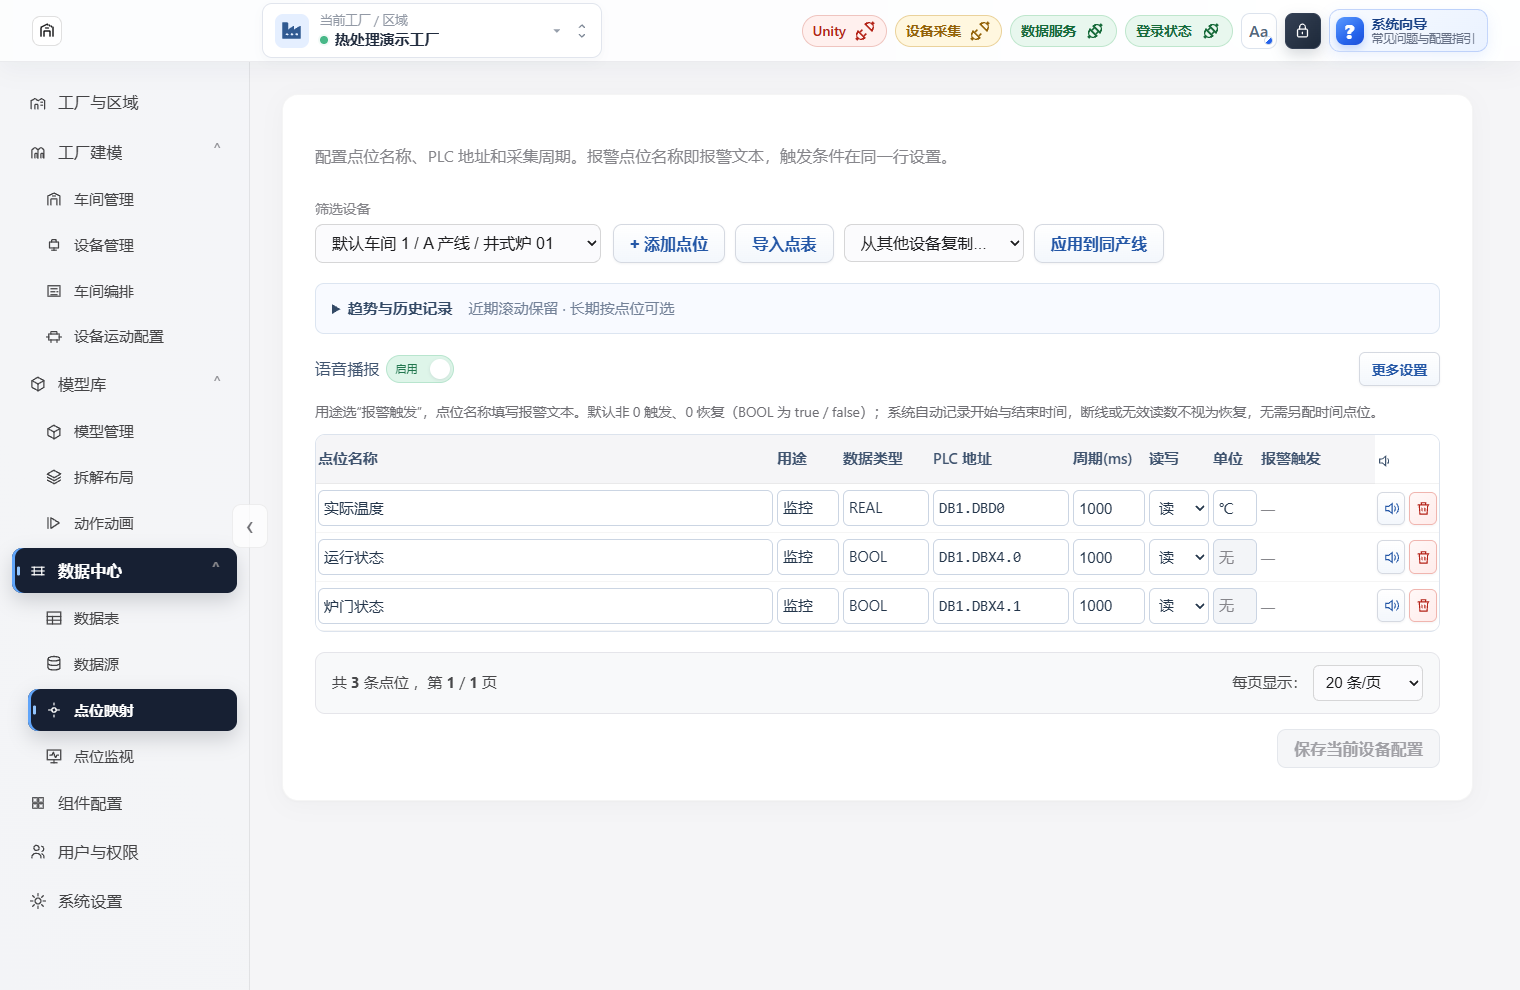 当前工厂 / 区域
热处理演示工厂
Unity
设备采集
数据服务
登录状态
Aa
?
系统向导
常见问题与配置指引
工厂与区域
工厂建模
车间管理
设备管理
车间编排
设备运动配置
模型库
模型管理
拆解布局
动作动画
数据中心
数据表
数据源
点位映射
点位监视
组件配置
用户与权限
系统设置
配置点位名称、PLC 地址和采集周期。报警点位名称即报警文本，触发条件在同一行设置。
筛选设备
默认车间 1 / A 产线 / 井式炉 01
+ 添加点位
导入点表
从其他设备复制...
应用到同产线
趋势与历史记录 近期滚动保留 · 长期按点位可选
语音播报 启用
更多设置
用途选“报警触发”，点位名称填写报警文本。默认非 0 触发、0 恢复（BOOL 为 true / false）；系统自动记录开始与结束时间，断线或无效读数不视为恢复，无需另配时间点位。
点位名称 用途 数据类型 PLC 地址 周期(ms) 读写 单位 报警触发
实际温度 监控 REAL DB1.DBD0 1000 读 ℃ —
运行状态 监控 BOOL DB1.DBX4.0 1000 读 无 —
炉门状态 监控 BOOL DB1.DBX4.1 1000 读 无 —
共 3 条点位，第 1 / 1 页
每页显示： 20 条/页
保存当前设备配置